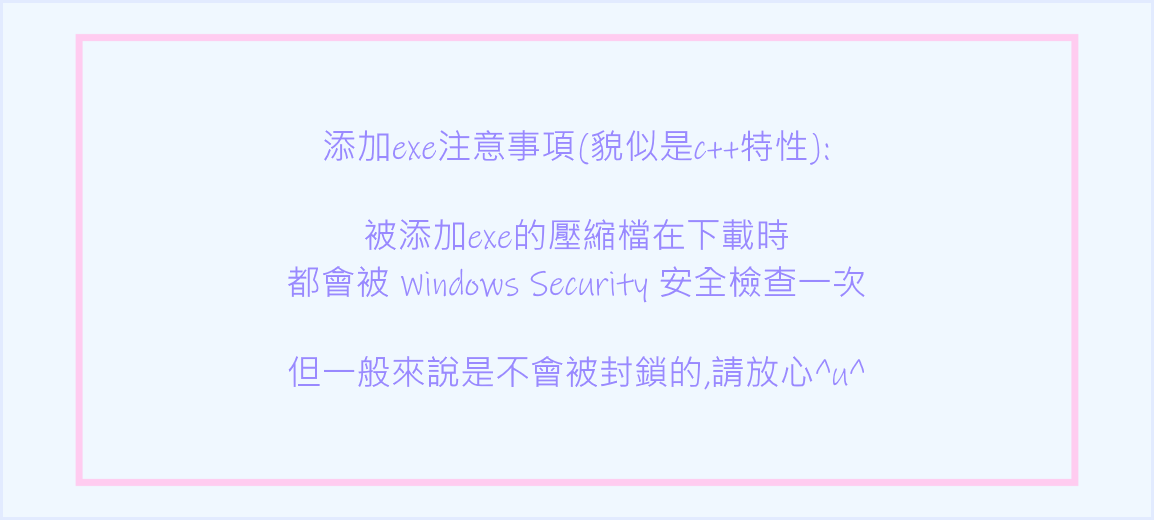 添加exe注意事項(貌似是c++特性):
被添加exe的壓縮檔在下載時
都會被 Windows Security 安全檢查一次
但一般來說是不會被封鎖的,請放心^u^